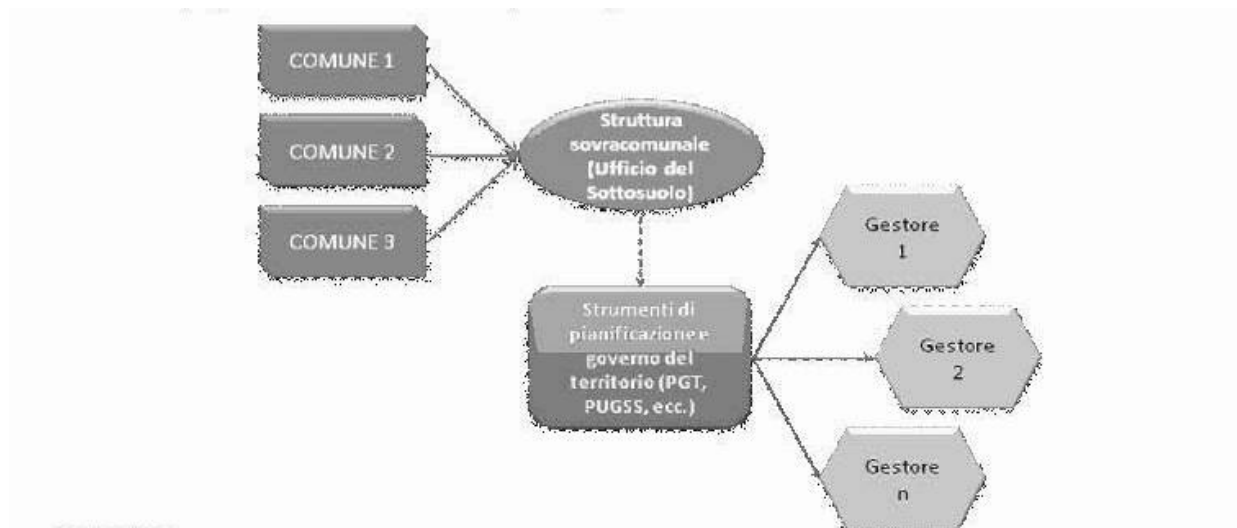 COMUNE 1
COMUNE 2
COMUNE 3
Struttura
sovracomunale
(Ufficio del
Sottosuolo)
Strumenti di
pianificazione e
governo del
territorio (PGT,
PUGSS, ecc.)
Gestore
1
Gestore
2
Gestore
n